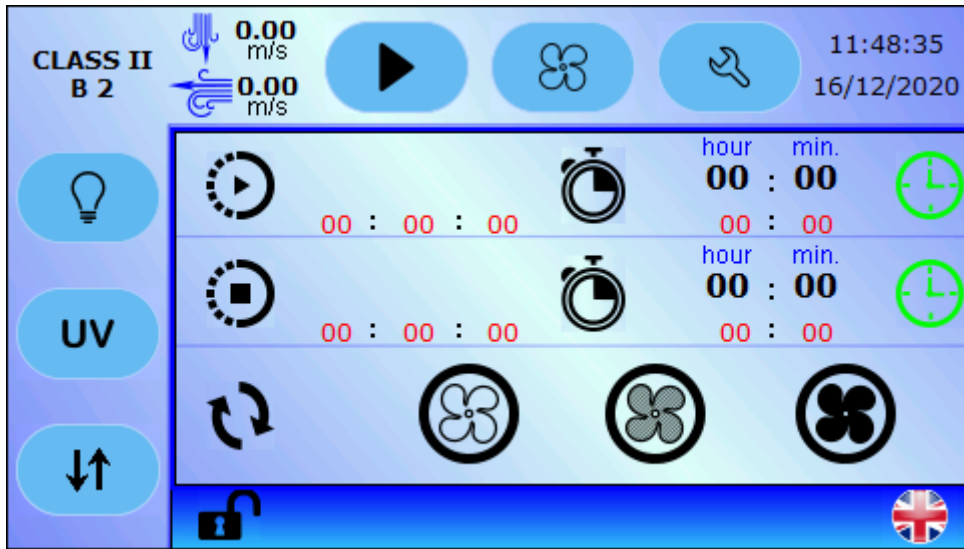 CLASS II
B 2
0.00
m/s
0.00
m/s
11:48:35
16/12/2020
hour min.
00 : 00
00 : 00 : 00
00 : 00
hour min.
00 : 00
00 : 00 : 00
00 : 00
UV